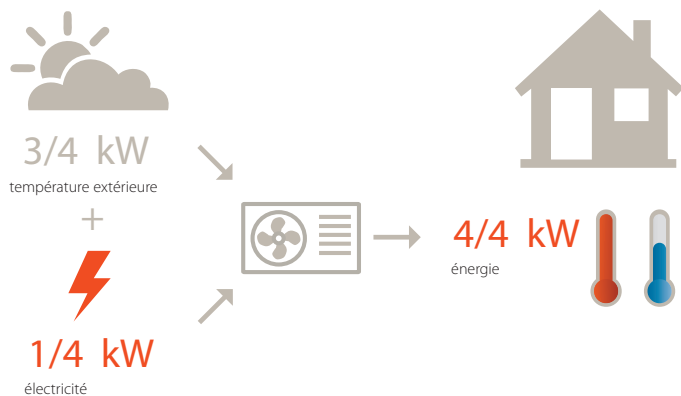 3/4 kW
température extérieure
+
1/4 kW
électricité
4/4 kW
énergie